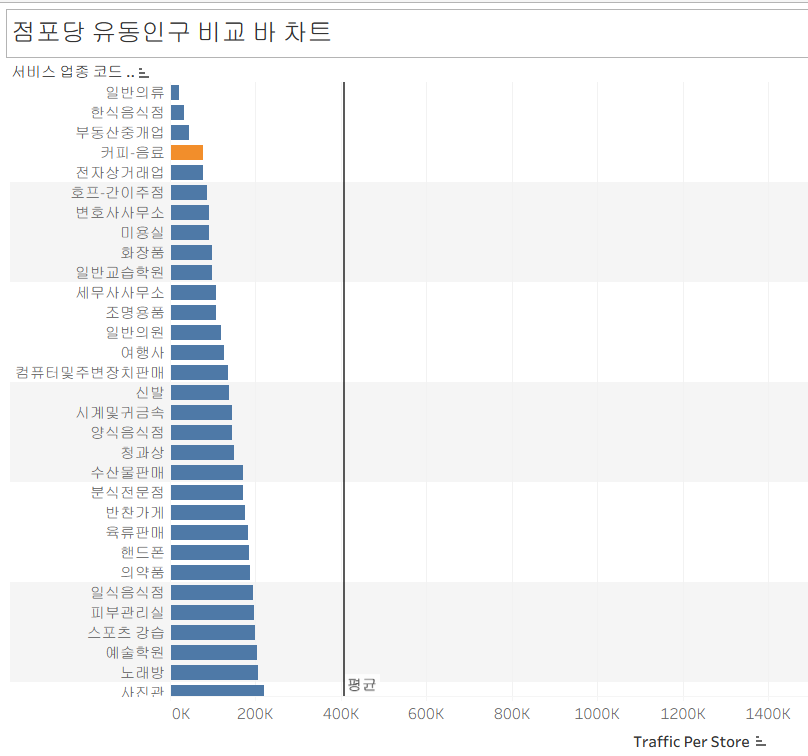 점포당 유동인구 비교 바 차트
서비스 업종 코드 ..
일반의류
한식음식점
부동산중개업
커피-음료
전자상거래업
호프-간이주점
변호사사무소
미용실
화장품
일반교습학원
세무사사무소
조명용품
일반의원
여행사
컴퓨터및주변장치판매
신발
시계및귀금속
양식음식점
청과상
수산물판매
분식전문점
반찬가게
육류판매
핸드폰
의약품
일식음식점
피부관리실
스포츠 강습
예술학원
노래방
사진관
평균
0K 200K 400K 600K 800K 1000K 1200K 1400K
Traffic Per Store